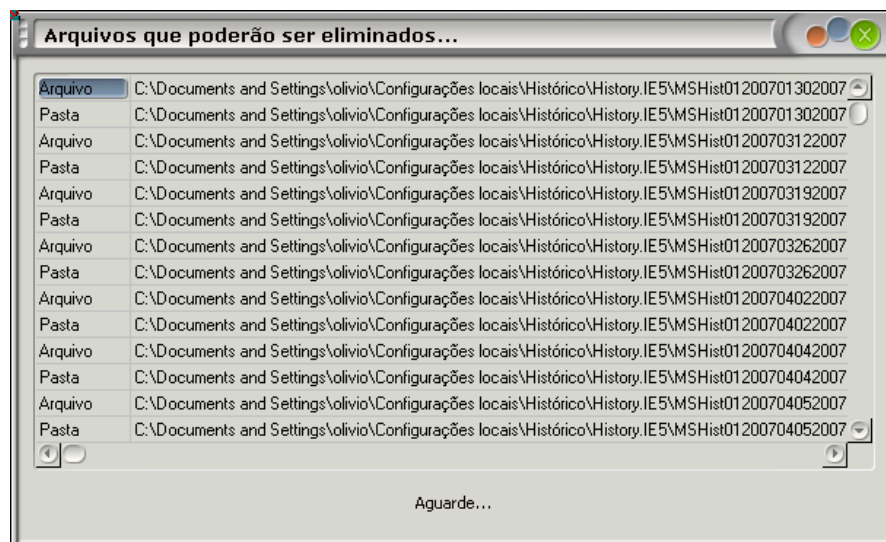 Arquivos que poderão ser eliminados...
Arquivo C:\Documents and Settings\olivio\Configurações locais\Histórico\History.IE5\MSHist01200701302007
Pasta C:\Documents and Settings\olivio\Configurações locais\Histórico\History.IE5\MSHist01200701302007
Arquivo C:\Documents and Settings\olivio\Configurações locais\Histórico\History.IE5\MSHist01200703122007
Pasta C:\Documents and Settings\olivio\Configurações locais\Histórico\History.IE5\MSHist01200703122007
Arquivo C:\Documents and Settings\olivio\Configurações locais\Histórico\History.IE5\MSHist01200703192007
Pasta C:\Documents and Settings\olivio\Configurações locais\Histórico\History.IE5\MSHist01200703192007
Arquivo C:\Documents and Settings\olivio\Configurações locais\Histórico\History.IE5\MSHist01200703262007
Pasta C:\Documents and Settings\olivio\Configurações locais\Histórico\History.IE5\MSHist01200703262007
Arquivo C:\Documents and Settings\olivio\Configurações locais\Histórico\History.IE5\MSHist01200704022007
Pasta C:\Documents and Settings\olivio\Configurações locais\Histórico\History.IE5\MSHist01200704022007
Arquivo C:\Documents and Settings\olivio\Configurações locais\Histórico\History.IE5\MSHist01200704042007
Pasta C:\Documents and Settings\olivio\Configurações locais\Histórico\History.IE5\MSHist01200704042007
Arquivo C:\Documents and Settings\olivio\Configurações locais\Histórico\History.IE5\MSHist01200704052007
Pasta C:\Documents and Settings\olivio\Configurações locais\Histórico\History.IE5\MSHist01200704052007
Aguarde...